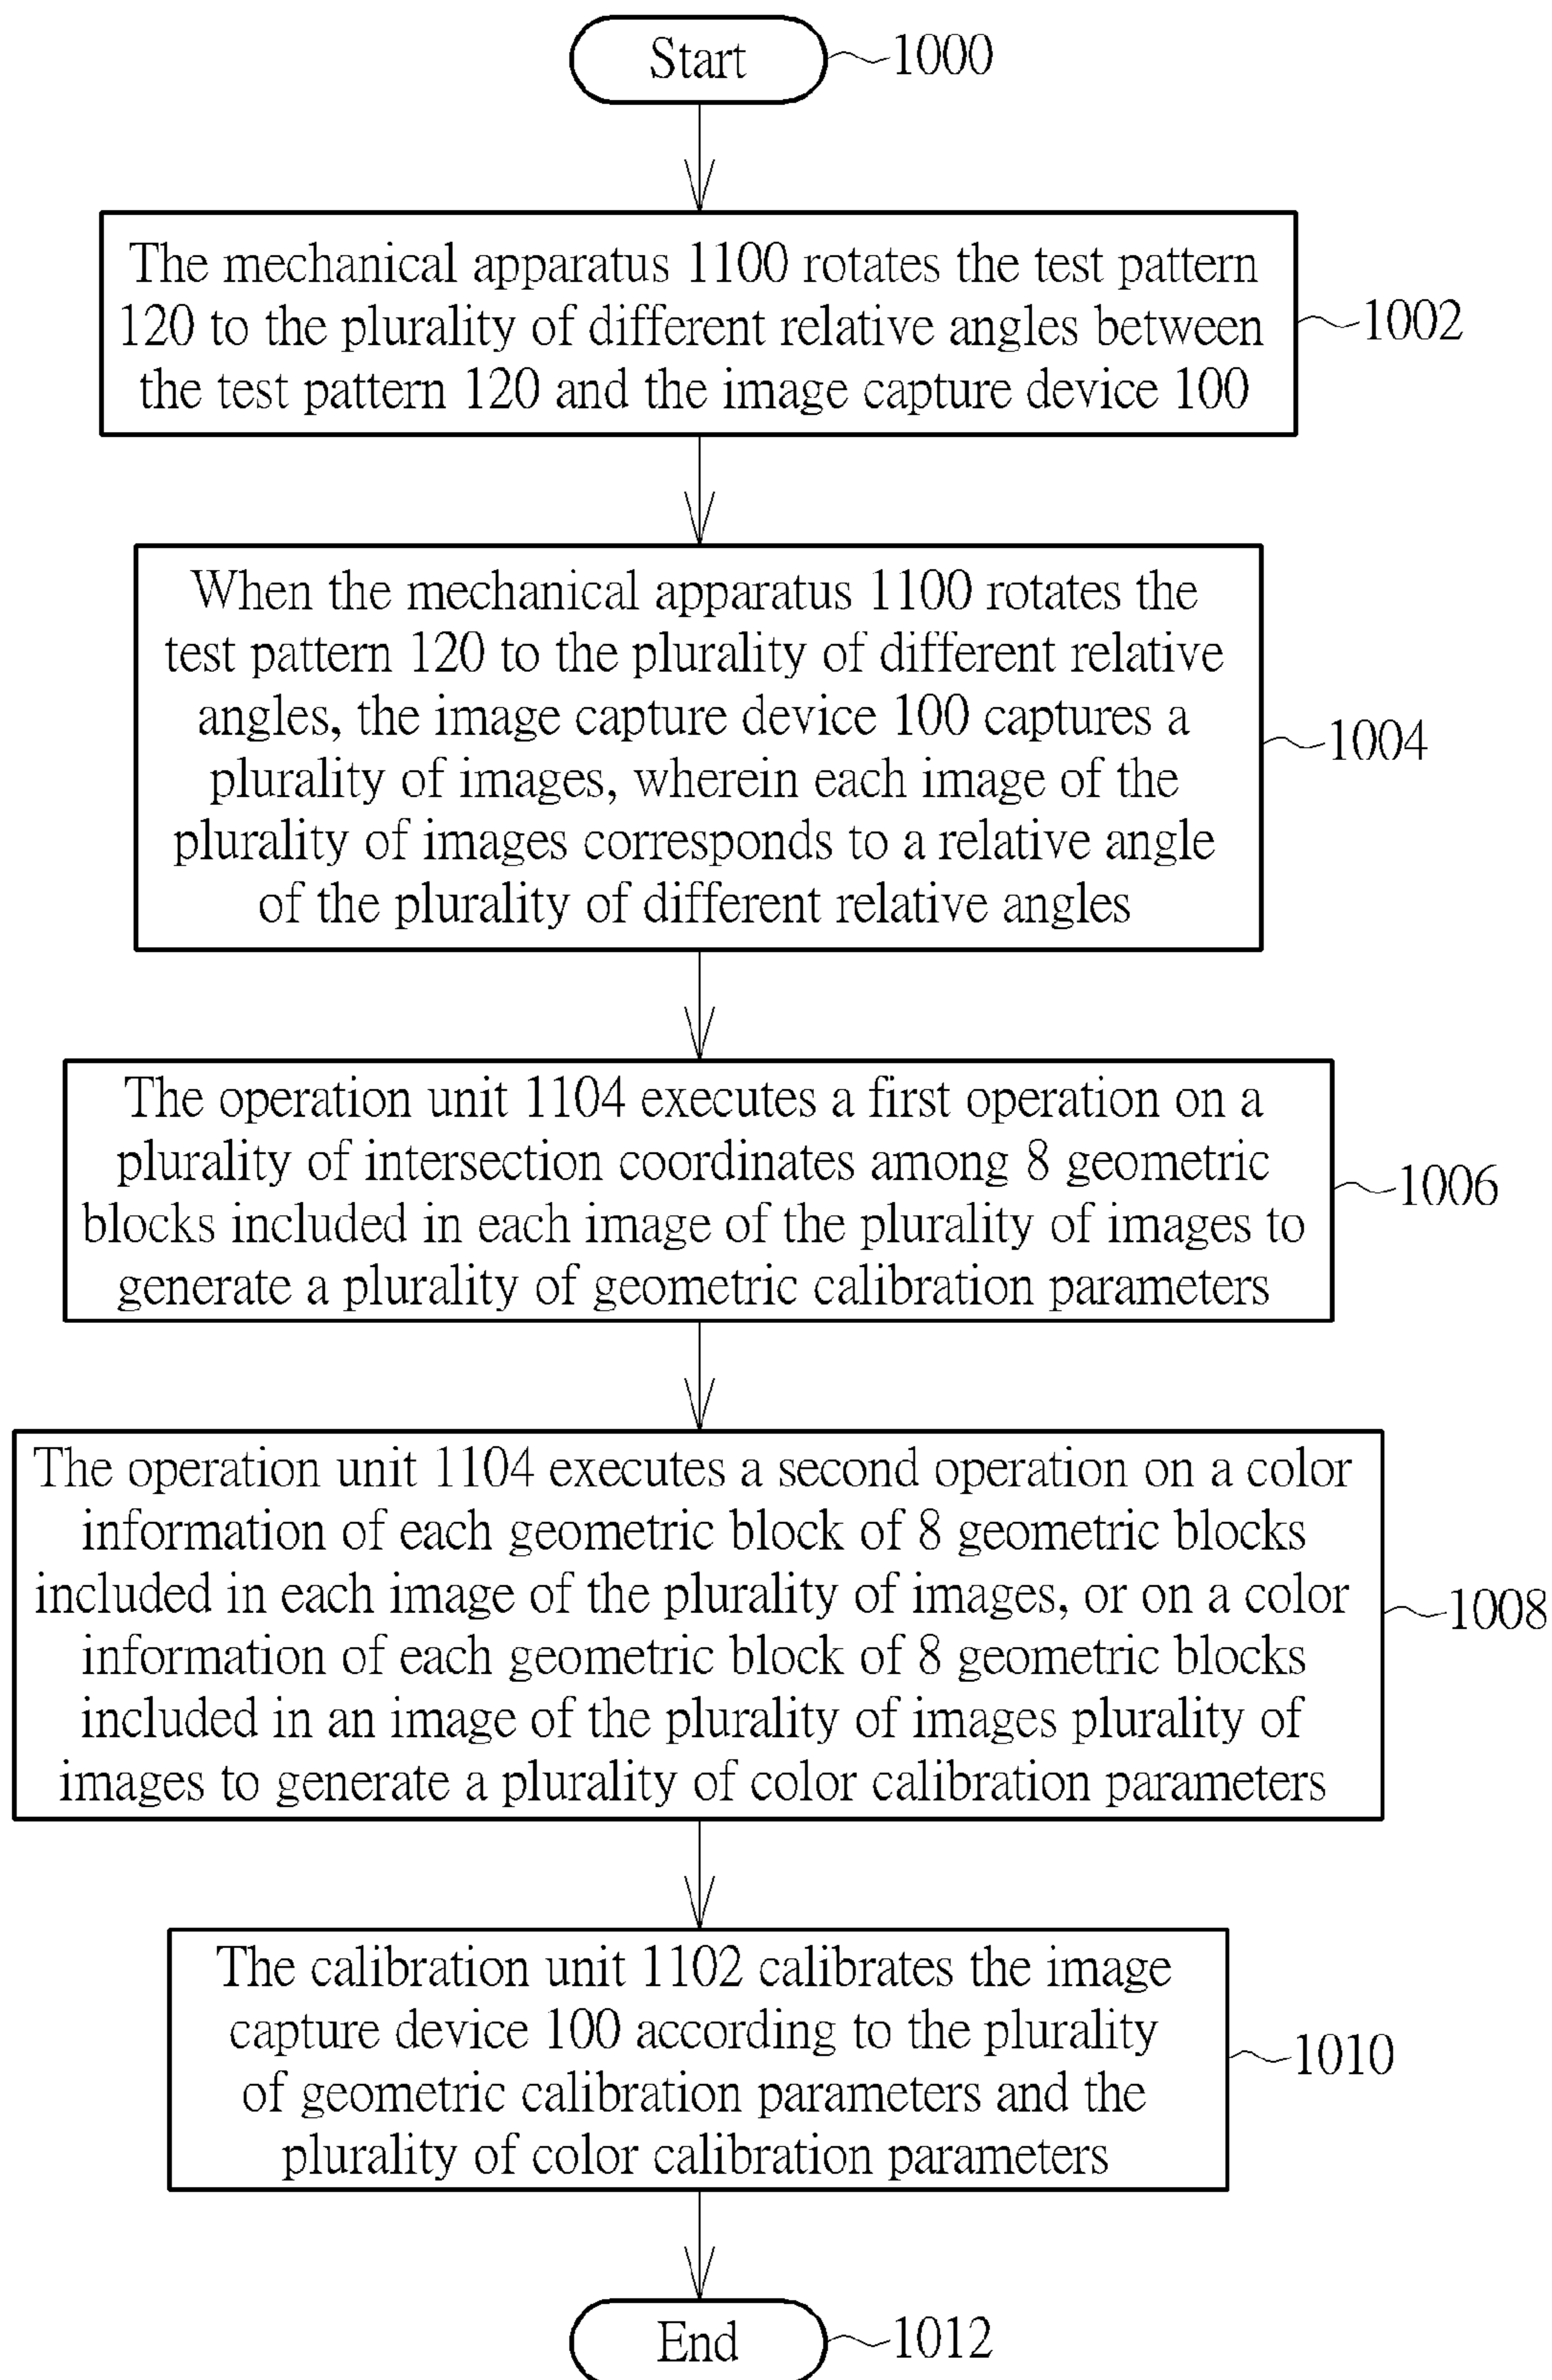 Start
1000
The mechanical apparatus 1100 rotates the test pattern
120 to the plurality of different relative angles between
the test pattern 120 and the image capture device 100
1002
When the mechanical apparatus 1100 rotates the
test pattern 120 to the plurality of different relative
angles, the image capture device 100 captures a
plurality of images, wherein each image of the
plurality of images corresponds to a relative angle
of the plurality of different relative angles
1004
The operation unit 1104 executes a first operation on a
plurality of intersection coordinates among 8 geometric
blocks included in each image of the plurality of images to
generate a plurality of geometric calibration parameters
1006
The operation unit 1104 executes a second operation on a color
information of each geometric block of 8 geometric blocks
included in each image of the plurality of images, or on a color
information of each geometric block of 8 geometric blocks
included in an image of the plurality of images plurality of
images to generate a plurality of color calibration parameters
1008
The calibration unit 1102 calibrates the image
capture device 100 according to the plurality
of geometric calibration parameters and the
plurality of color calibration parameters
1010
End
1012